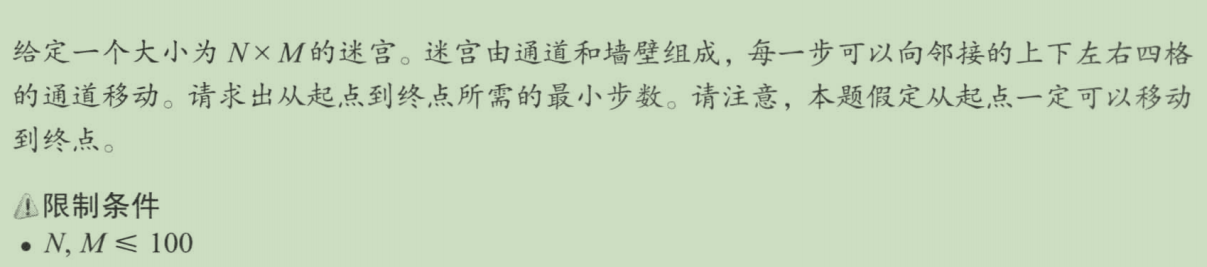 给定一个大小为 N×M的迷宫。迷宫由通道和墙壁组成，每一步可以向邻接的上下左右四格
的通道移动。请求出从起点到终点所需的最小步数。请注意，本题假定从起点一定可以移动
到终点。
⚠限制条件
• N, M ≤ 100